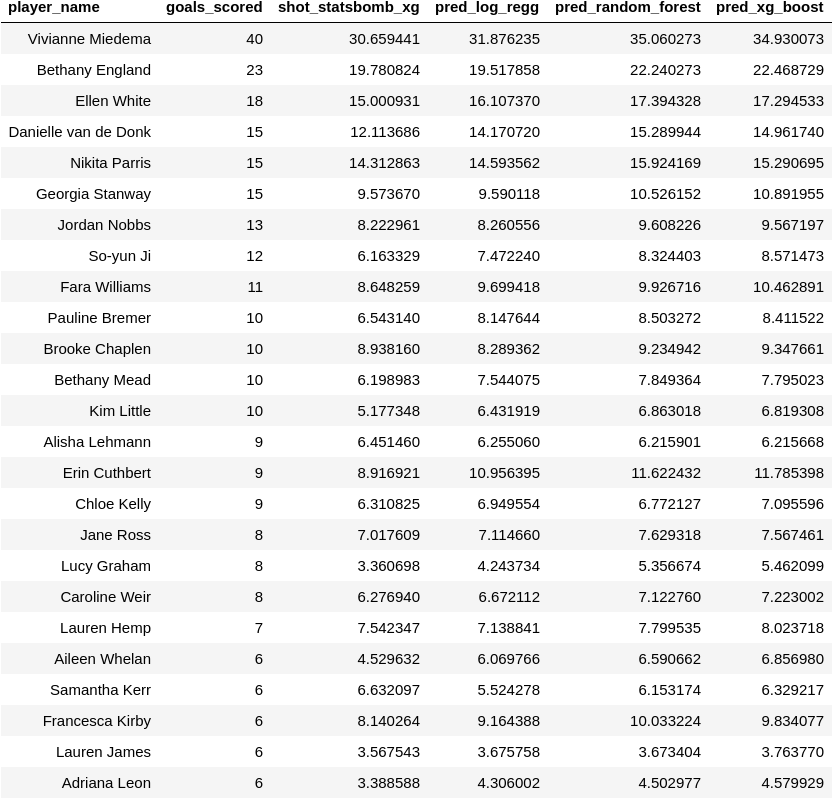 player_name goals_scored shot_statsbomb_xg pred_log_regg pred_random_forest pred_xg_boost
Vivianne Miedema 40 30.659441 31.876235 35.060273 34.930073
Bethany England 23 19.780824 19.517858 22.240273 22.468729
Ellen White 18 15.000931 16.107370 17.394328 17.294533
Danielle van de Donk 15 12.113686 14.170720 15.289944 14.961740
Nikita Parris 15 14.312863 14.593562 15.924169 15.290695
Georgia Stanway 15 9.573670 9.590118 10.526152 10.891955
Jordan Nobbs 13 8.222961 8.260556 9.608226 9.567197
So-yun Ji 12 6.163329 7.472240 8.324403 8.571473
Fara Williams 11 8.648259 9.699418 9.926716 10.462891
Pauline Bremer 10 6.543140 8.147644 8.503272 8.411522
Brooke Chaplen 10 8.938160 8.289362 9.234942 9.347661
Bethany Mead 10 6.198983 7.544075 7.849364 7.795023
Kim Little 10 5.177348 6.431919 6.863018 6.819308
Alisha Lehmann 9 6.451460 6.255060 6.215901 6.215668
Erin Cuthbert 9 8.916921 10.956395 11.622432 11.785398
Chloe Kelly 9 6.310825 6.949554 6.772127 7.095596
Jane Ross 8 7.017609 7.114660 7.629318 7.567461
Lucy Graham 8 3.360698 4.243734 5.356674 5.462099
Caroline Weir 8 6.276940 6.672112 7.122760 7.223002
Lauren Hemp 7 7.542347 7.138841 7.799535 8.023718
Aileen Whelan 6 4.529632 6.069766 6.590662 6.856980
Samantha Kerr 6 6.632097 5.524278 6.153174 6.329217
Francesca Kirby 6 8.140264 9.164388 10.033224 9.834077
Lauren James 6 3.567543 3.675758 3.673404 3.763770
Adriana Leon 6 3.388588 4.306002 4.502977 4.579929